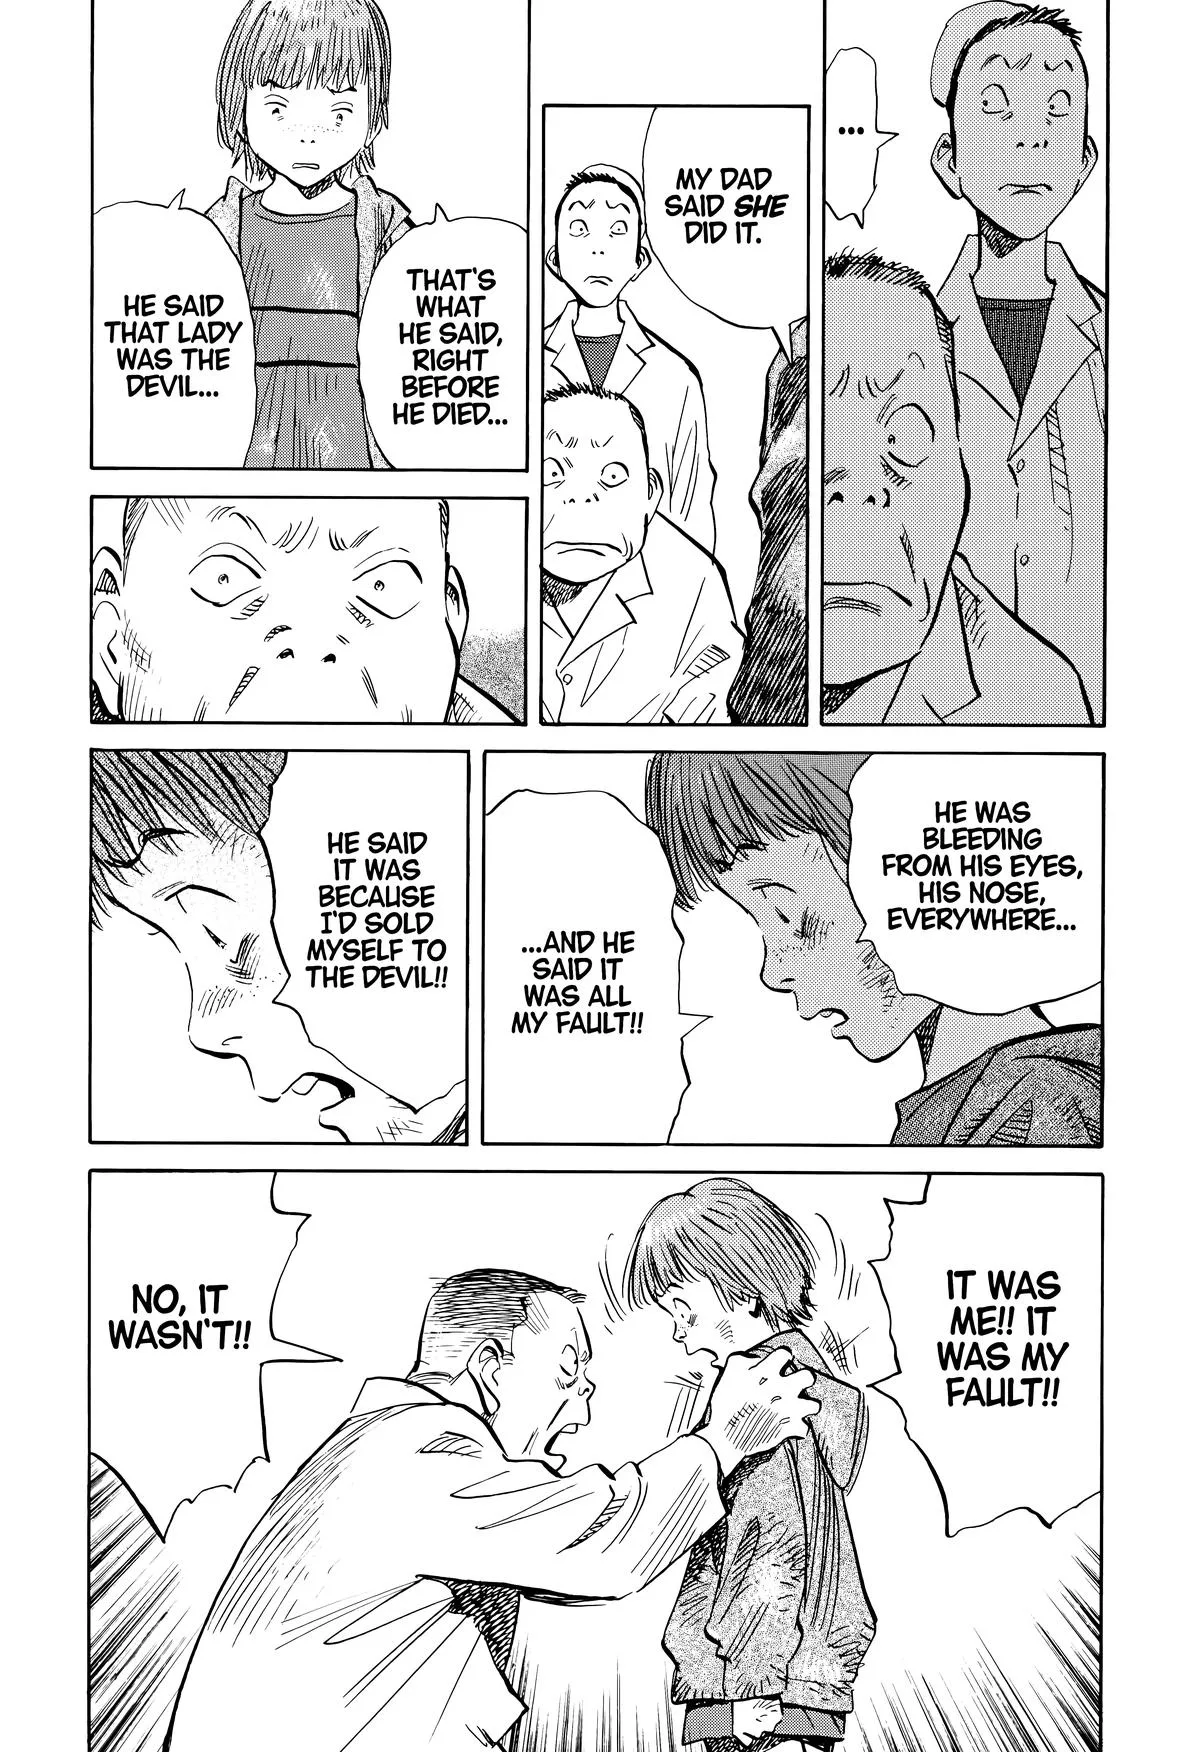 ...
MY DAD
SAID SHE
DID IT.
THAT'S
WHAT
HE SAID,
RIGHT
BEFORE
HE DIED...
HE SAID
THAT LADY
WAS THE
DEVIL...
HE WAS
BLEEDING
FROM HIS EYES,
HIS NOSE,
EVERYWHERE...
...AND HE
SAID IT
WAS ALL
MY FAULT!!
HE SAID
IT WAS
BECAUSE
I'D SOLD
MYSELF TO
THE DEVIL!!
IT WAS
ME!! IT
WAS MY
FAULT!!
NO, IT
WASN'T!!